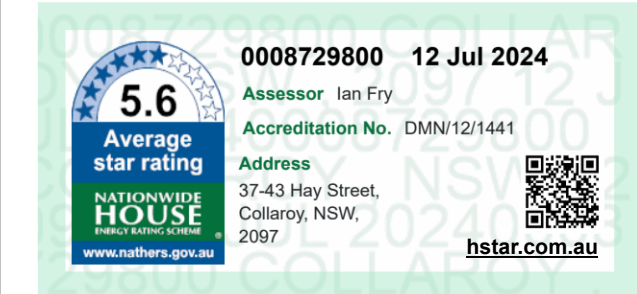 0008729800 12 Jul 2024
5.6
Average
star rating
NATIONWIDE
HOUSE
ENERGY RATING SCHEME ®
www.nathers.gov.au
Assessor Ian Fry
Accreditation No. DMN/12/1441
Address
37-43 Hay Street,
Collaroy, NSW,
2097
hstar.com.au